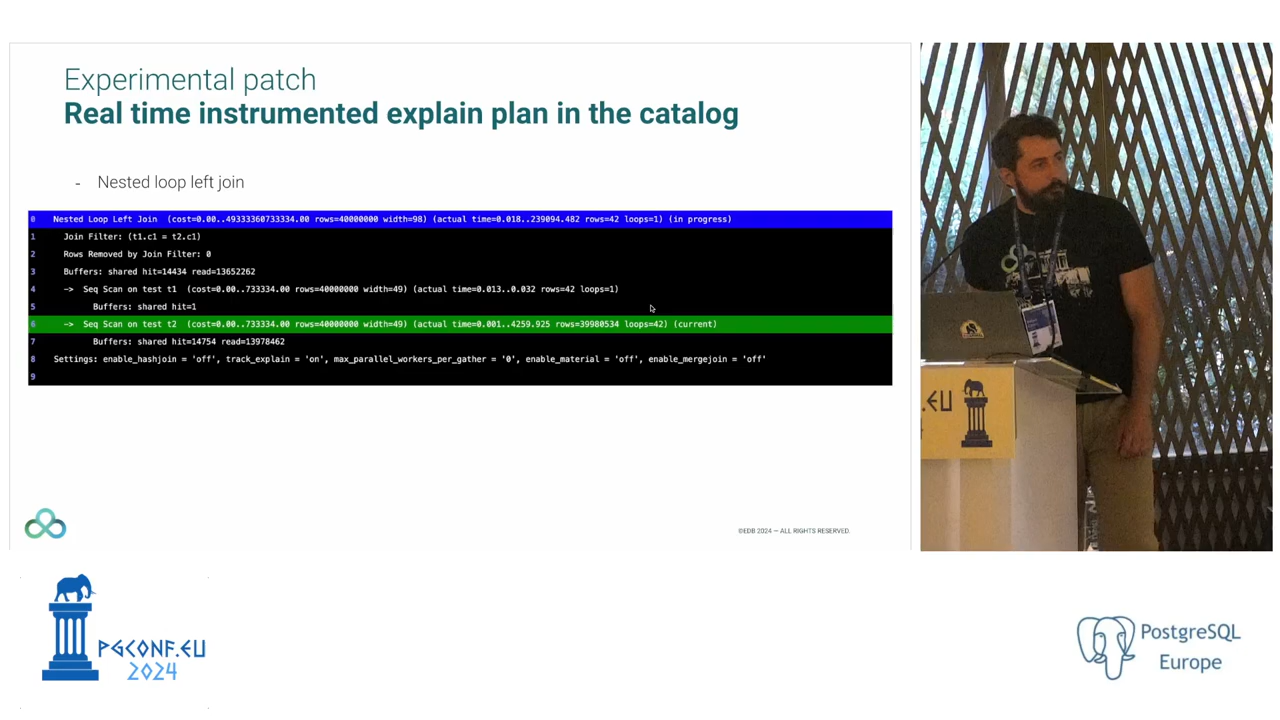 Experimental patch
Real time instrumented explain plan in the catalog
- Nested loop left join
0 Nested Loop Left Join (cost=0.00..49333360733334.00 rows=40000000 width=98) (actual time=0.018..239094.482 rows=42 loops=1) (in progress)
1 Join Filter: (t1.c1 = t2.c1)
2 Rows Removed by Join Filter: 0
3 Buffers: shared hit=14434 read=13652262
4 -> Seq Scan on test t1 (cost=0.00..733334.00 rows=40000000 width=49) (actual time=0.013..0.032 rows=42 loops=1)
5 Buffers: shared hit=1
6 -> Seq Scan on test t2 (cost=0.00..733334.00 rows=40000000 width=49) (actual time=0.001..4259.925 rows=39980534 loops=42) (current)
7 Buffers: shared hit=14754 read=13978462
8 Settings: enable_hashjoin = 'off', track_explain = 'on', max_parallel_workers_per_gather = '0', enable_material = 'off', enable_mergejoin = 'off'
9
©EDB 2024 — ALL RIGHTS RESERVED.
.EU
PGCONF.EU
2024
PostgreSQL
Europe